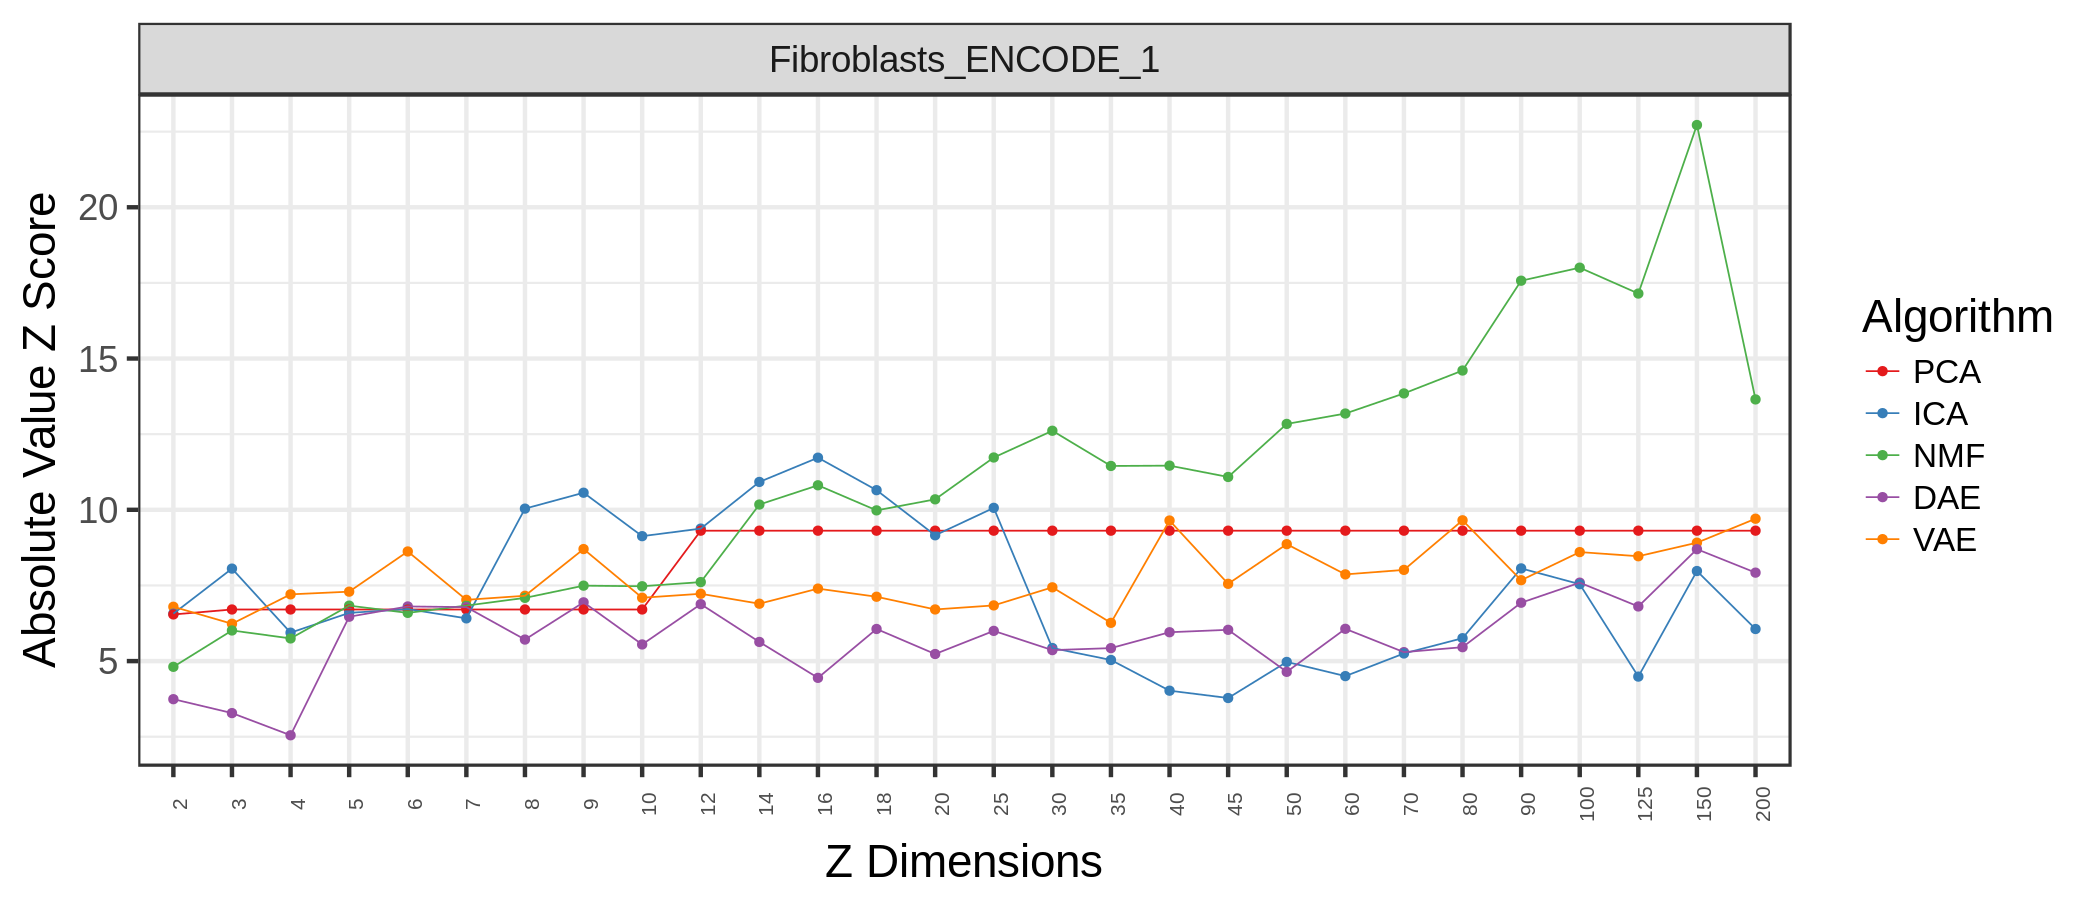 Fibroblasts_ENCODE_1
Absolute Value Z Score
20
15
10
5
2 3 4 5 6 7 8 9 10 12 14 16 18 20 25 30 35 40 45 50 60 70 80 90 100 125 150 200
Z Dimensions
Algorithm
PCA
ICA
NMF
DAE
VAE